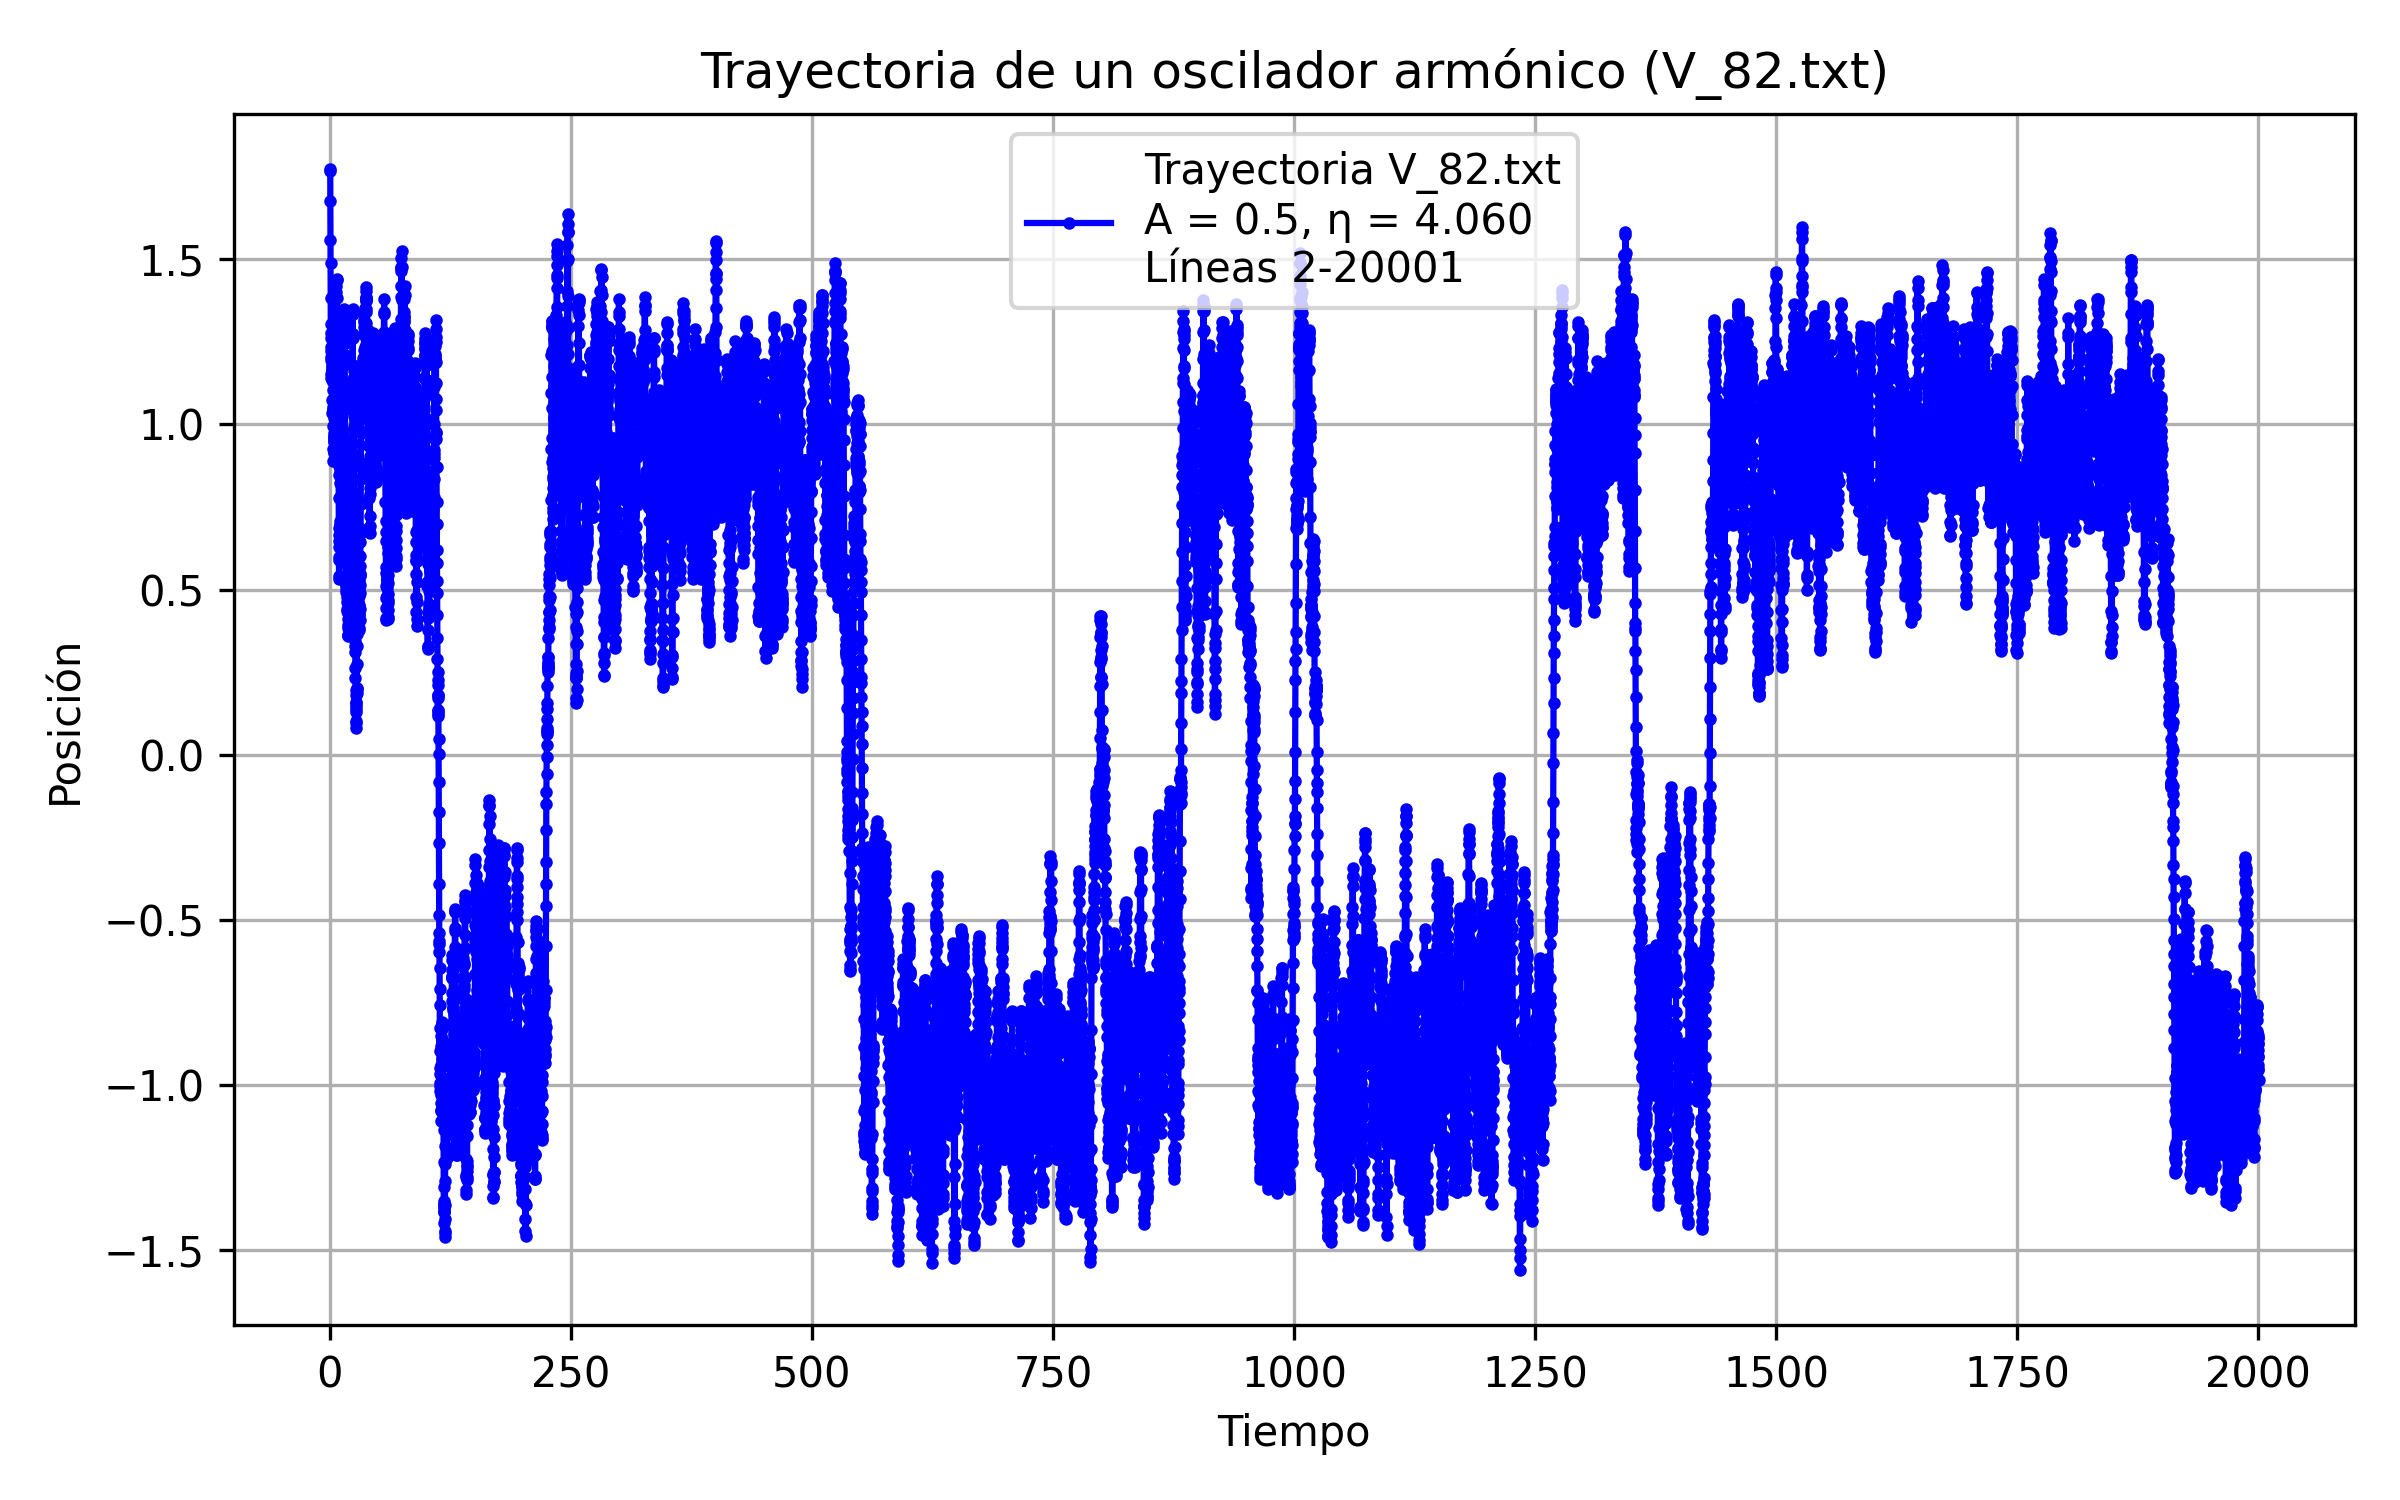 Trayectoria de un oscilador armónico (V_82.txt)
Trayectoria V_82.txt
A = 0.5, η = 4.060
Líneas 2-20001
Posición
1.5
1.0
0.5
0.0
−0.5
−1.0
−1.5
0 250 500 750 1000 1250 1500 1750 2000
Tiempo